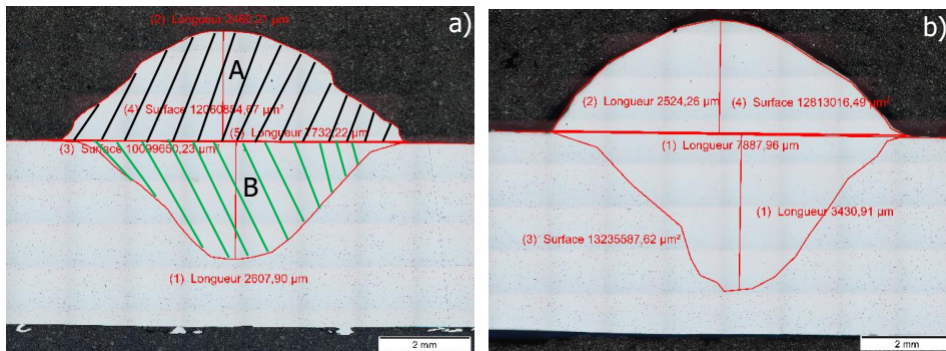 a)
(2) Longueur 2460,21 µm
A
(4) Surface 12060854,67 µm²
(5) Longueur 7732,22 µm
(3) Surface 10099650,23 µm²
B
(1) Longueur 2607,90 µm
2 mm
b)
(2) Longueur 2524,26 µm
(4) Surface 12813016,49 µm²
(1) Longueur 7887,96 µm
(1) Longueur 3430,91 µm
(3) Surface 13235587,62 µm²
2 mm